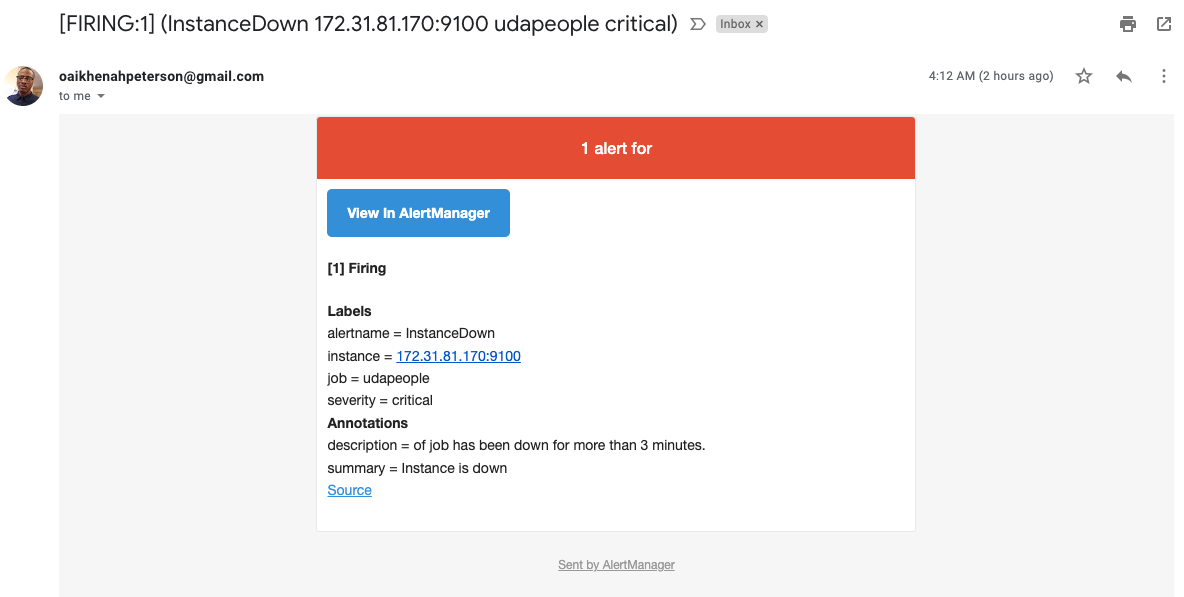 [FIRING:1] (InstanceDown 172.31.81.170:9100 udapeople critical) Inbox ×
oaikhenahpeterson@gmail.com 4:12 AM (2 hours ago)
to me
1 alert for
View In AlertManager
[1] Firing
Labels
alertname = InstanceDown
instance = 172.31.81.170:9100
job = udapeople
severity = critical
Annotations
description = of job has been down for more than 3 minutes.
summary = Instance is down
Source
Sent by AlertManager